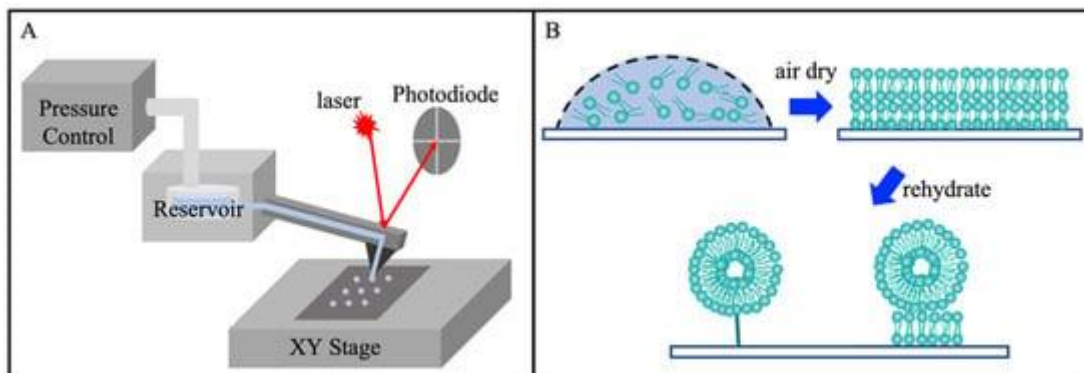 A
Pressure
Control
laser
Photodiode
Reservoir
XY Stage
B
air dry
rehydrate